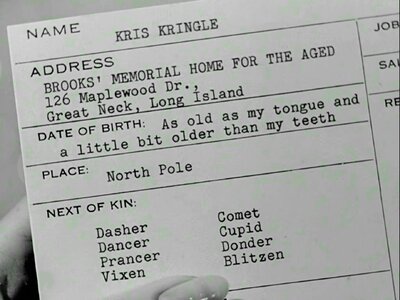 NAME KRIS KRINGLE
JOB
ADDRESS
BROOKS' MEMORIAL HOME FOR THE AGED
126 Maplewood Dr.,
Great Neck, Long Island
SAL
DATE OF BIRTH: As old as my tongue and
a little bit older than my teeth
RE
PLACE: North Pole
NEXT OF KIN:
Dasher Comet
Dancer Cupid
Prancer Donder
Vixen Blitzen